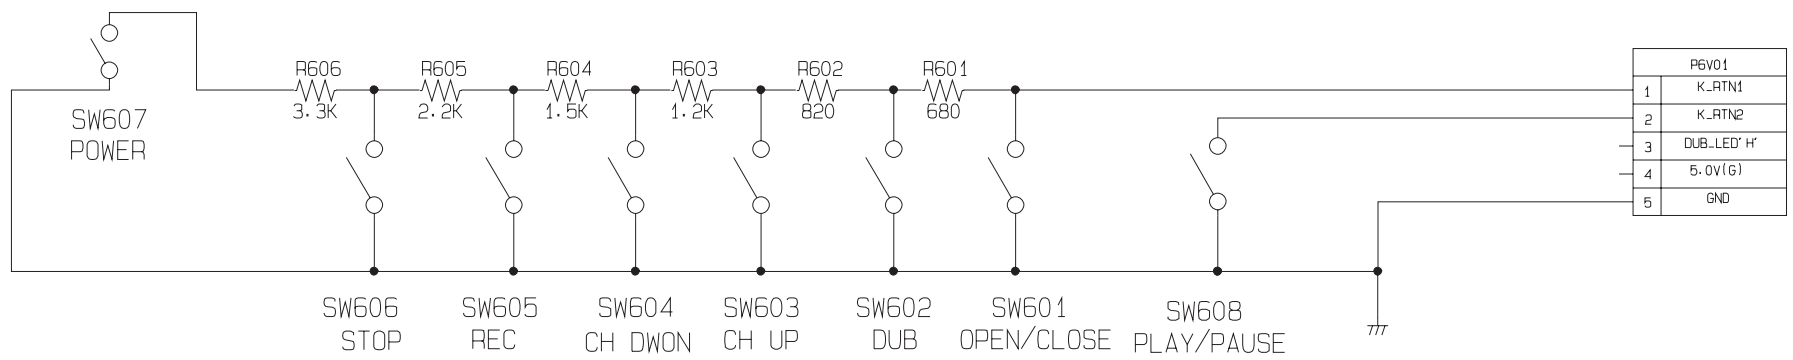 SW607
POWER
R606
3.3K
R605
2.2K
R604
1.5K
R603
1.2K
R602
820
R601
680
P6V01
1 K_RTN1
2 K_RTN2
3 DUB_LED'H'
4 5.0V(G)
5 GND
SW606
STOP
SW605
REC
SW604
CH DWON
SW603
CH UP
SW602
DUB
SW601
OPEN/CLOSE
SW608
PLAY/PAUSE